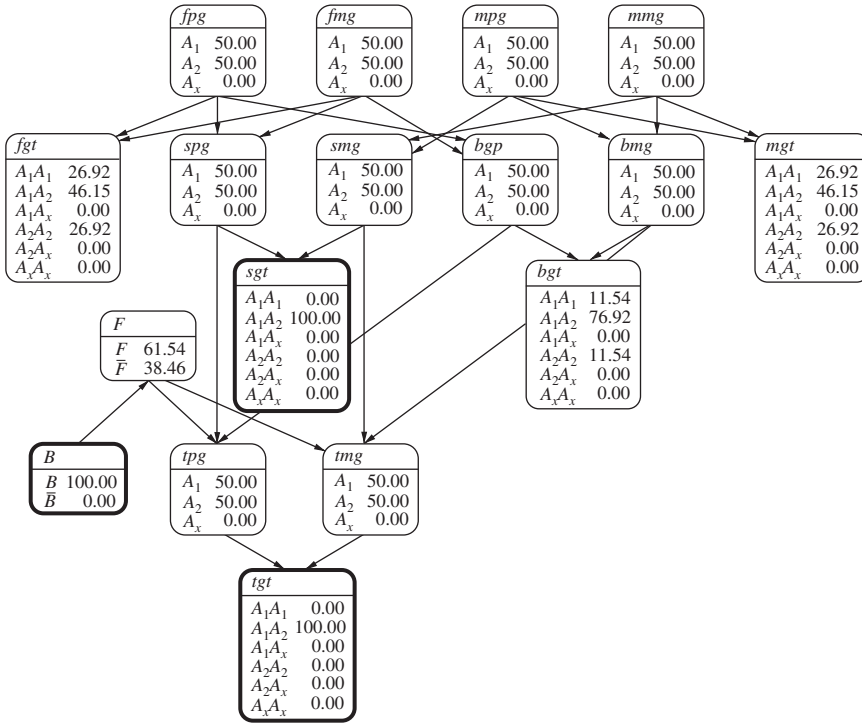 fpg
A1 50.00
A2 50.00
Ax 0.00
fmg
A1 50.00
A2 50.00
Ax 0.00
mpg
A1 50.00
A2 50.00
Ax 0.00
mmg
A1 50.00
A2 50.00
Ax 0.00
fgt
A1A1 26.92
A1A2 46.15
A1Ax 0.00
A2A2 26.92
A2Ax 0.00
AxAx 0.00
spg
A1 50.00
A2 50.00
Ax 0.00
smg
A1 50.00
A2 50.00
Ax 0.00
bgp
A1 50.00
A2 50.00
Ax 0.00
bmg
A1 50.00
A2 50.00
Ax 0.00
mgt
A1A1 26.92
A1A2 46.15
A1Ax 0.00
A2A2 26.92
A2Ax 0.00
AxAx 0.00
sgt
A1A1 0.00
A1A2 100.00
A1Ax 0.00
A2A2 0.00
A2Ax 0.00
AxAx 0.00
bgt
A1A1 11.54
A1A2 76.92
A1Ax 0.00
A2A2 11.54
A2Ax 0.00
AxAx 0.00
F
F 61.54
F̄ 38.46
B
B 100.00
B̄ 0.00
tpg
A1 50.00
A2 50.00
Ax 0.00
tmg
A1 50.00
A2 50.00
Ax 0.00
tgt
A1A1 0.00
A1A2 100.00
A1Ax 0.00
A2A2 0.00
A2Ax 0.00
AxAx 0.00